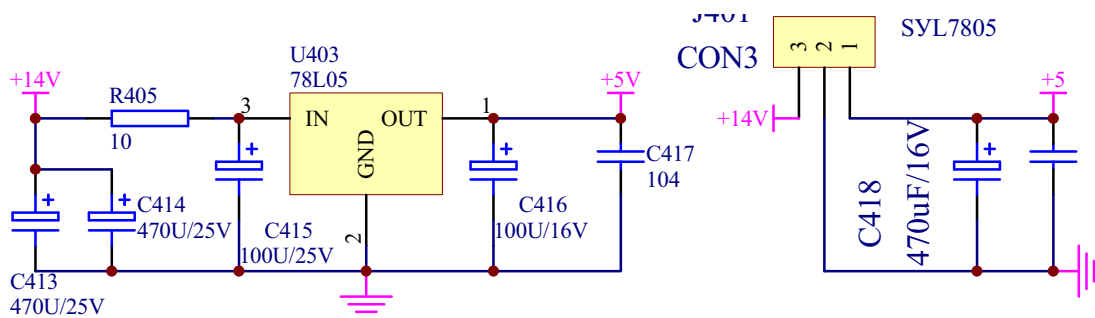 +14V
R405
10
3
U403
78L05
IN
OUT
GND
1
2
+5V
C413
470U/25V
C414
470U/25V
C415
100U/25V
C416
100U/16V
C417
104
J401
CON3
3
2
1
SУL7805
+14V
C418
470uF/16V
+5